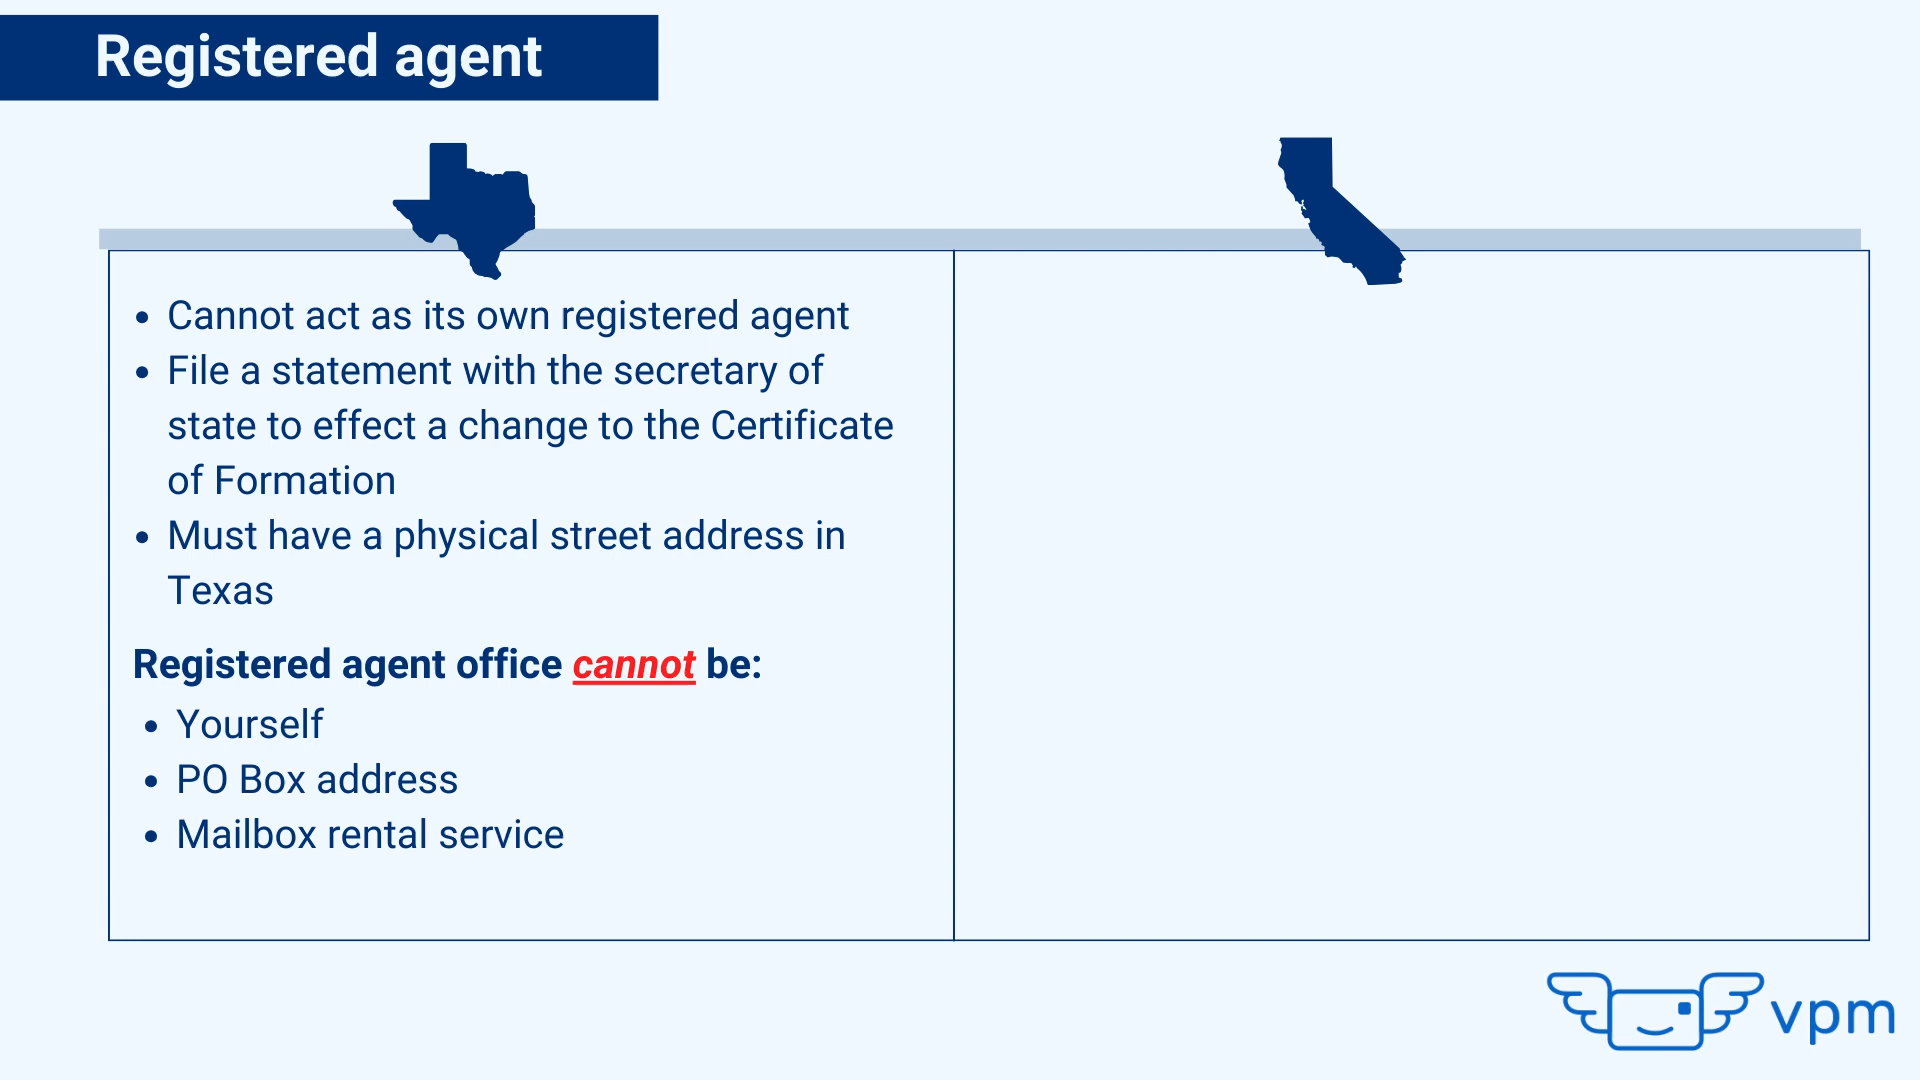 Registered agent
• Cannot act as its own registered agent
• File a statement with the secretary of
state to effect a change to the Certificate
of Formation
• Must have a physical street address in
Texas
Registered agent office cannot be:
• Yourself
• PO Box address
• Mailbox rental service
vpm